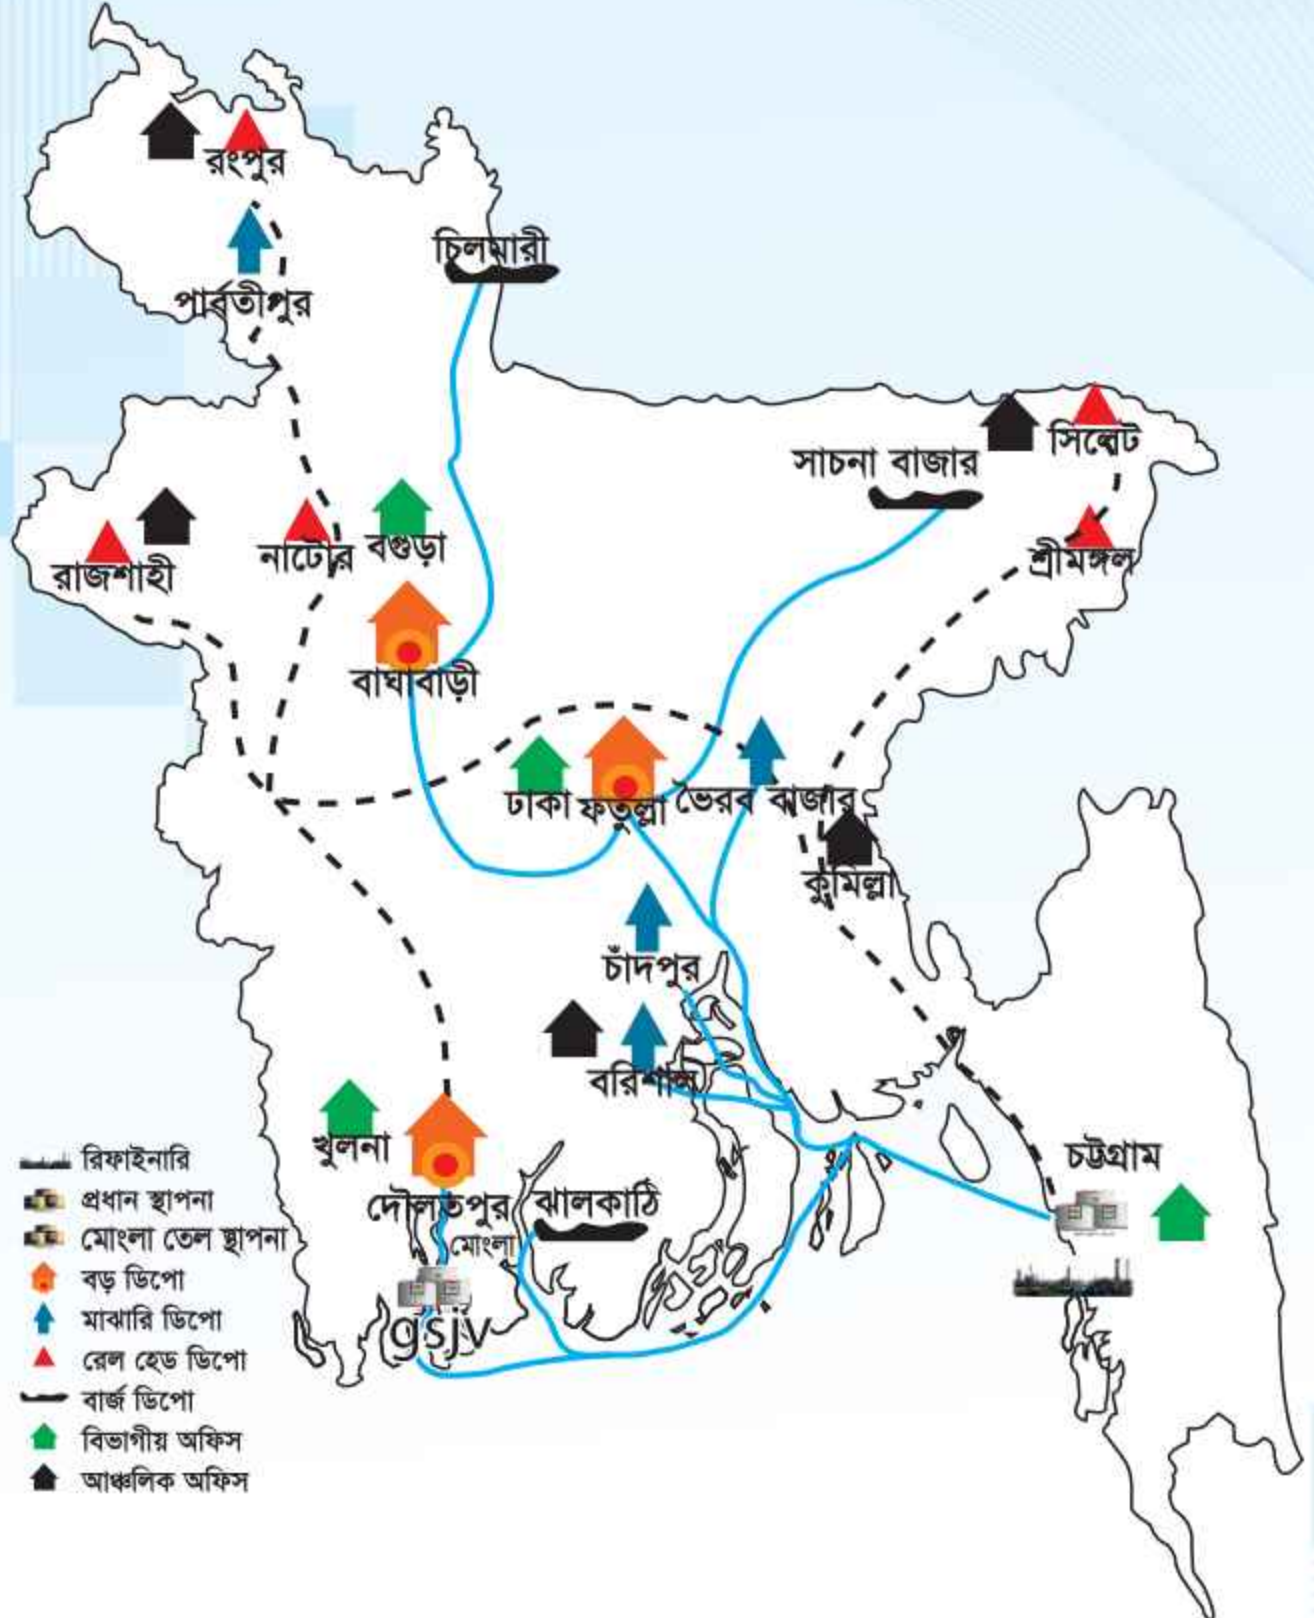 রংপুর
চিলমারী
পার্বতীপুর
সিলেট
সাচনা বাজার
নাটোর
বগুড়া
রাজশাহী
শ্রীমঙ্গল
বাঘাবাড়ী
ঢাকা
ফতুল্লা
ভৈরব বাজার
কুমিল্লা
চাঁদপুর
বরিশাল
খুলনা
চট্টগ্রাম
দৌলতপুর
ঝালকাঠি
মোংলা
gsjv
রিফাইনারি
প্রধান স্থাপনা
মোংলা তেল স্থাপনা
বড় ডিপো
মাঝারি ডিপো
রেল হেড ডিপো
বার্জ ডিপো
বিভাগীয় অফিস
আঞ্চলিক অফিস